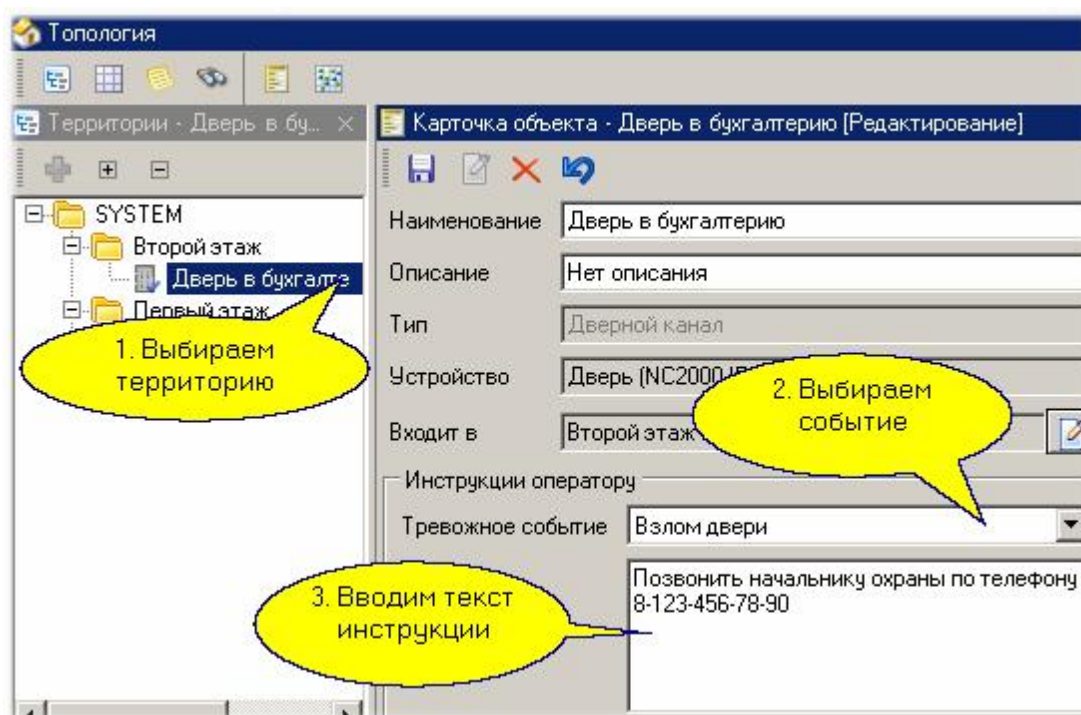 Топология
Территории - Дверь в бу...
Карточка объекта - Дверь в бухгалтерию [Редактирование]
SYSTEM
Второй этаж
Дверь в бухгалте
Первый этаж
1. Выбираем
территорию
Наименование Дверь в бухгалтерию
Описание Нет описания
Тип Дверной канал
Устройство Дверь (NC2000
Входит в Второй этаж
2. Выбираем
событие
Инструкции оператору
Тревожное событие Взлом двери
3. Вводим текст
инструкции
Позвонить начальнику охраны по телефону
8-123-456-78-90